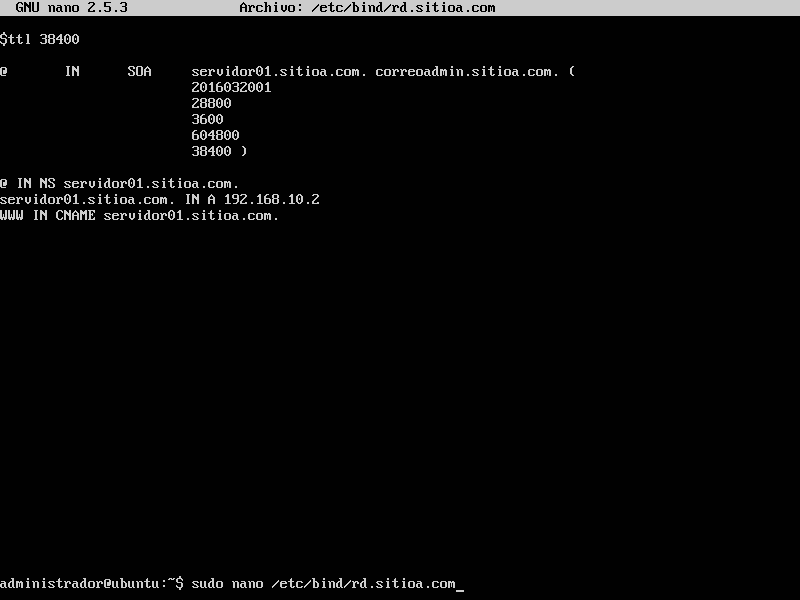 GNU nano 2.5.3 Archivo: /etc/bind/rd.sitioa.com
$ttl 38400
@ IN SOA servidor01.sitioa.com. correoadmin.sitioa.com. (
2016032001
28800
3600
604800
38400 )
@ IN NS servidor01.sitioa.com.
servidor01.sitioa.com. IN A 192.168.10.2
WWW IN CNAME servidor01.sitioa.com.
administrador@ubuntu:~$ sudo nano /etc/bind/rd.sitioa.com_